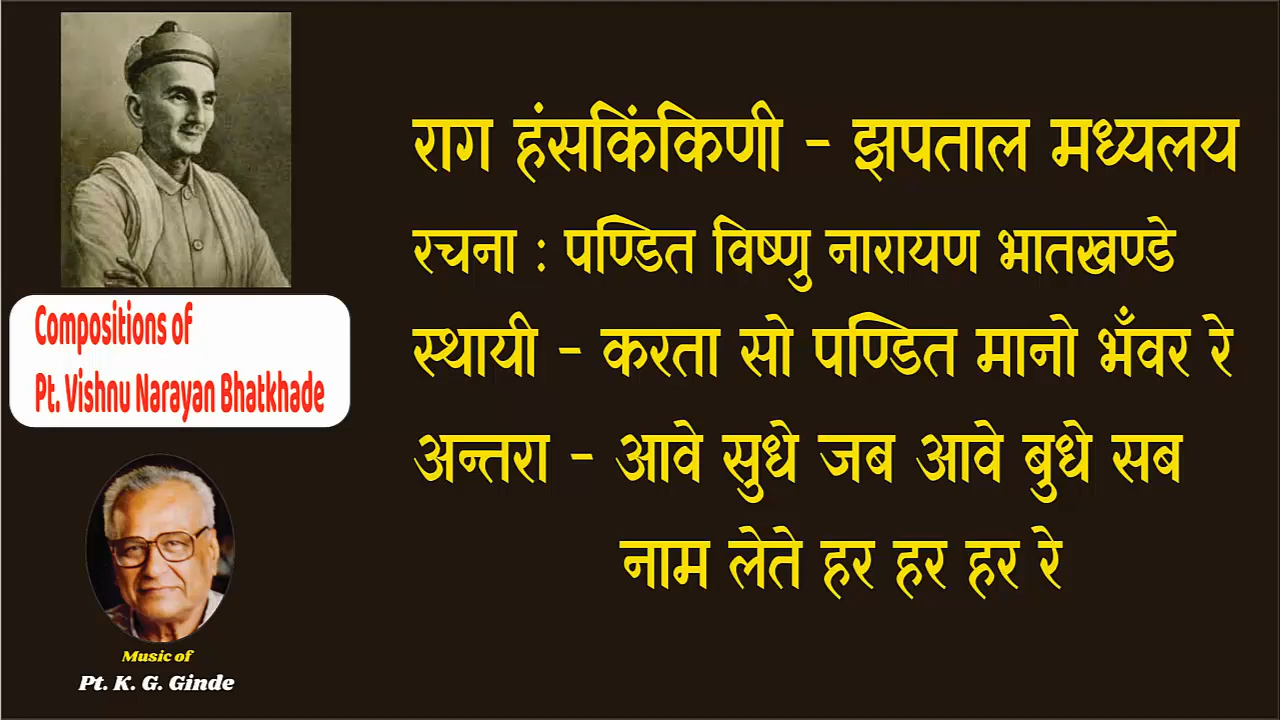 राग हंसकिंकिणी - झपताल मध्यलय
रचना : पण्डित विष्णु नारायण भातखण्डे
स्थायी - करता सो पण्डित मानो भँवर रे
अन्तरा - आवे सुधे जब आवे बुधे सब
नाम लेते हर हर हर रे
Compositions of
Pt. Vishnu Narayan Bhatkhade
Music of
Pt. K. G. Ginde